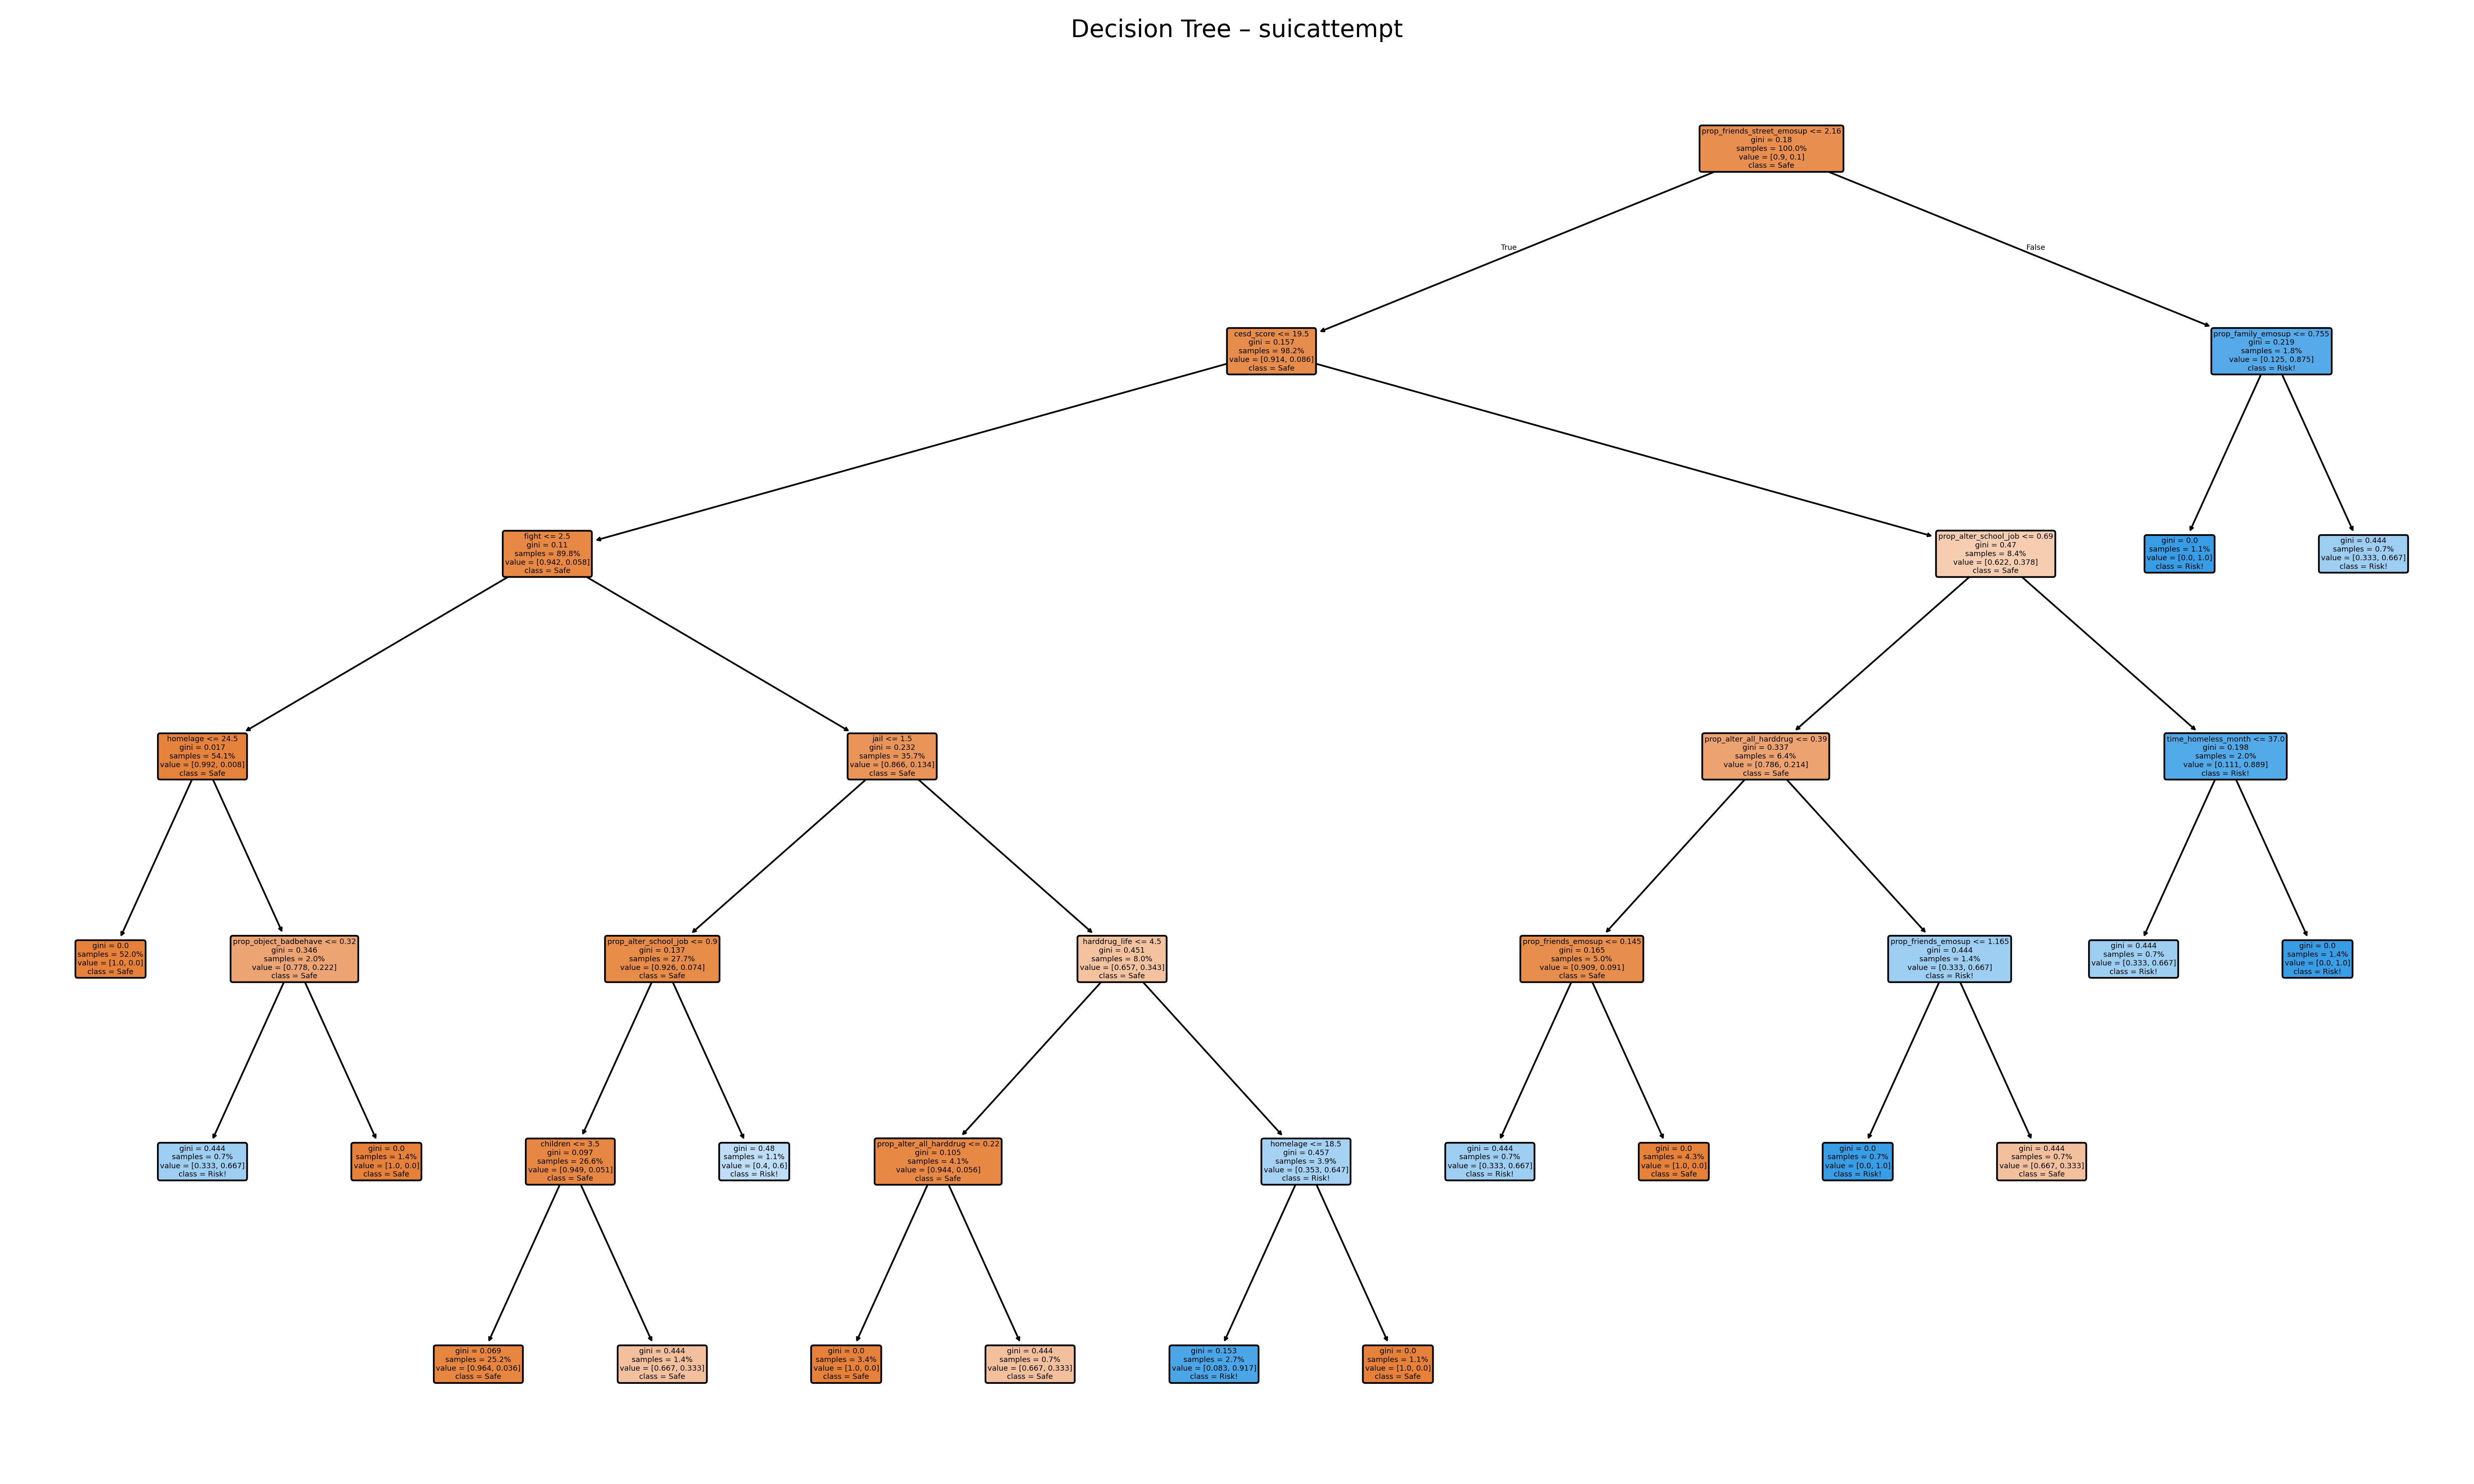 Decision Tree – suicattempt
prop_friends_street_emosup <= 2.16
gini = 0.18
samples = 100.0%
value = [0.9, 0.1]
class = Safe
True
False
cesd_score <= 19.5
gini = 0.157
samples = 98.2%
value = [0.914, 0.086]
class = Safe
prop_family_emosup <= 0.755
gini = 0.219
samples = 1.8%
value = [0.125, 0.875]
class = Risk!
fight <= 2.5
gini = 0.11
samples = 89.8%
value = [0.942, 0.058]
class = Safe
prop_alter_school_job <= 0.69
gini = 0.47
samples = 8.4%
value = [0.622, 0.378]
class = Safe
gini = 0.0
samples = 1.1%
value = [0.0, 1.0]
class = Risk!
gini = 0.444
samples = 0.7%
value = [0.333, 0.667]
class = Risk!
homelage <= 24.5
gini = 0.017
samples = 54.1%
value = [0.992, 0.008]
class = Safe
jail <= 1.5
gini = 0.232
samples = 35.7%
value = [0.866, 0.134]
class = Safe
prop_alter_all_harddrug <= 0.39
gini = 0.337
samples = 6.4%
value = [0.786, 0.214]
class = Safe
time_homeless_month <= 37.0
gini = 0.198
samples = 2.0%
value = [0.111, 0.889]
class = Risk!
gini = 0.0
samples = 52.0%
value = [1.0, 0.0]
class = Safe
prop_object_badbehave <= 0.32
gini = 0.346
samples = 2.0%
value = [0.778, 0.222]
class = Safe
prop_alter_school_job <= 0.9
gini = 0.137
samples = 27.7%
value = [0.926, 0.074]
class = Safe
harddrug_life <= 4.5
gini = 0.451
samples = 8.0%
value = [0.657, 0.343]
class = Safe
prop_friends_emosup <= 0.145
gini = 0.165
samples = 5.0%
value = [0.909, 0.091]
class = Safe
prop_friends_emosup <= 1.165
gini = 0.444
samples = 1.4%
value = [0.333, 0.667]
class = Risk!
gini = 0.444
samples = 0.7%
value = [0.333, 0.667]
class = Risk!
gini = 0.0
samples = 1.4%
value = [0.0, 1.0]
class = Risk!
gini = 0.444
samples = 0.7%
value = [0.333, 0.667]
class = Risk!
gini = 0.0
samples = 1.4%
value = [1.0, 0.0]
class = Safe
children <= 3.5
gini = 0.097
samples = 26.6%
value = [0.949, 0.051]
class = Safe
gini = 0.48
samples = 1.1%
value = [0.4, 0.6]
class = Risk!
prop_alter_all_harddrug <= 0.22
gini = 0.105
samples = 4.1%
value = [0.944, 0.056]
class = Safe
homelage <= 18.5
gini = 0.457
samples = 3.9%
value = [0.353, 0.647]
class = Risk!
gini = 0.444
samples = 0.7%
value = [0.333, 0.667]
class = Risk!
gini = 0.0
samples = 4.3%
value = [1.0, 0.0]
class = Safe
gini = 0.0
samples = 0.7%
value = [0.0, 1.0]
class = Risk!
gini = 0.444
samples = 0.7%
value = [0.667, 0.333]
class = Safe
gini = 0.069
samples = 25.2%
value = [0.964, 0.036]
class = Safe
gini = 0.444
samples = 1.4%
value = [0.667, 0.333]
class = Safe
gini = 0.0
samples = 3.4%
value = [1.0, 0.0]
class = Safe
gini = 0.444
samples = 0.7%
value = [0.667, 0.333]
class = Safe
gini = 0.153
samples = 2.7%
value = [0.083, 0.917]
class = Risk!
gini = 0.0
samples = 1.1%
value = [1.0, 0.0]
class = Safe